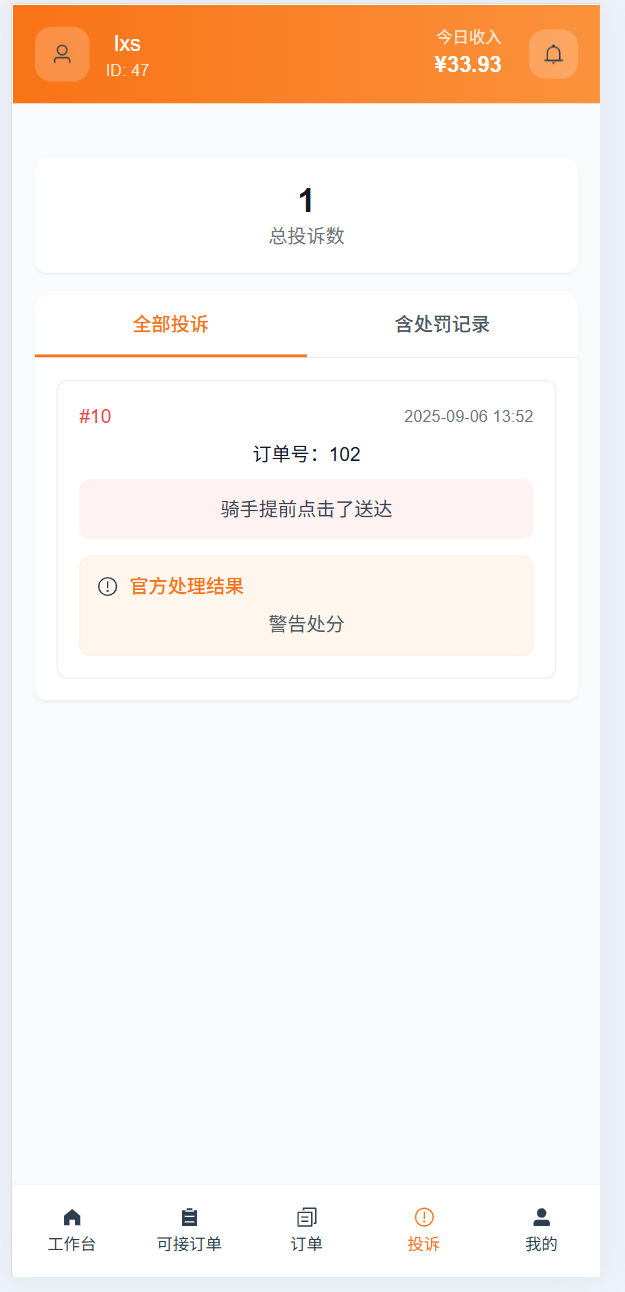 lxs
ID: 47
今日收入
¥33.93
1
总投诉数
全部投诉
含处罚记录
#10
2025-09-06 13:52
订单号：102
骑手提前点击了送达
官方处理结果
警告处分
工作台
可接订单
订单
投诉
我的